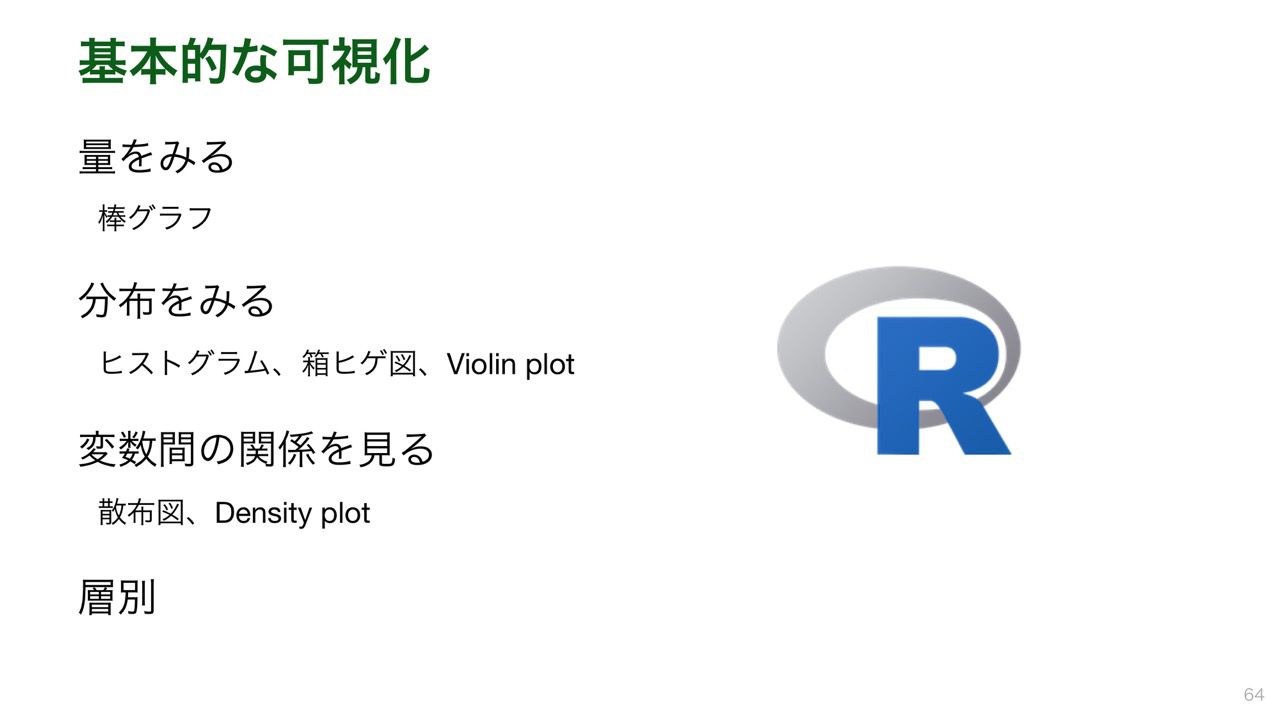 基本的な可視化
量をみる
棒グラフ
分布をみる
ヒストグラム、箱ヒゲ図、Violin plot
変数間の関係を見る
散布図、Density plot
層別
R
64